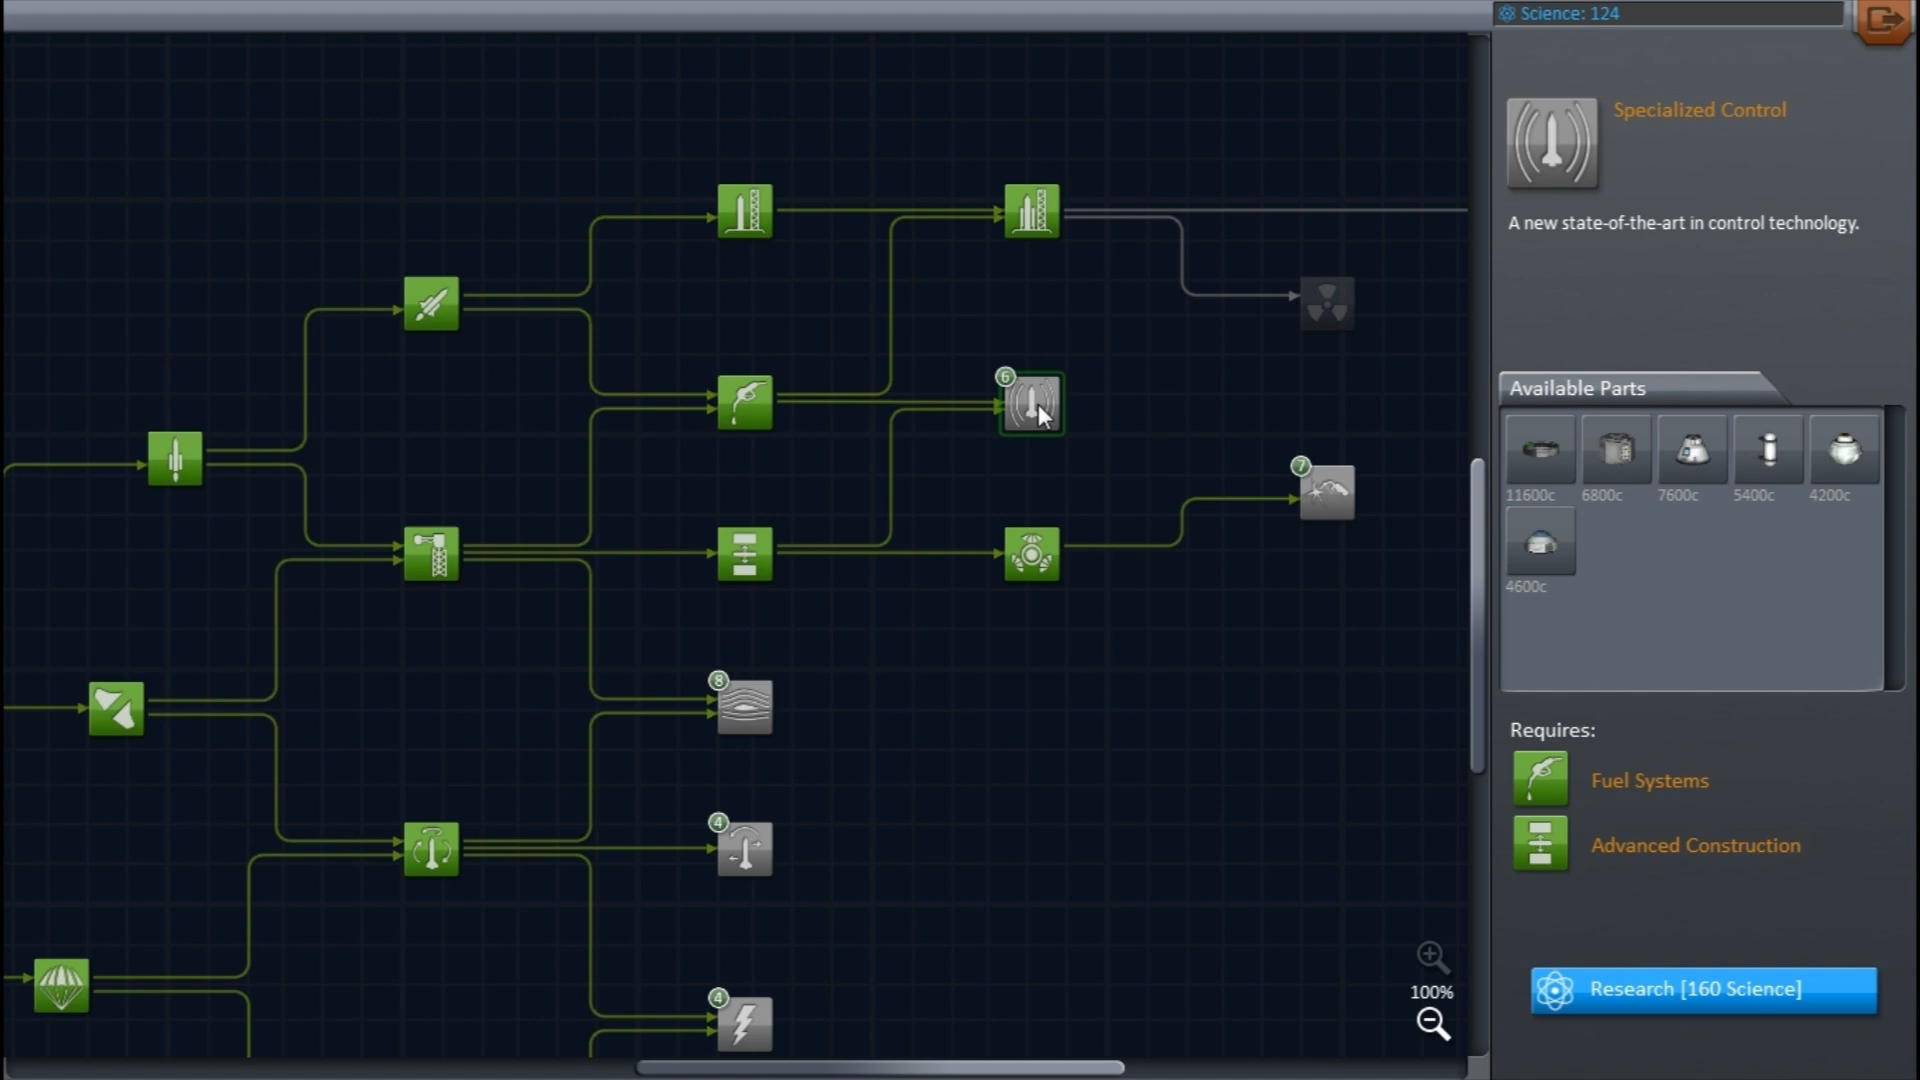 Science: 124
Specialized Control
A new state-of-the-art in control technology.
6
7
Available Parts
11600c 6800c 7600c 5400c 4200c
4600c
8
Requires:
Fuel Systems
4
Advanced Construction
4
100%
Research [160 Science]